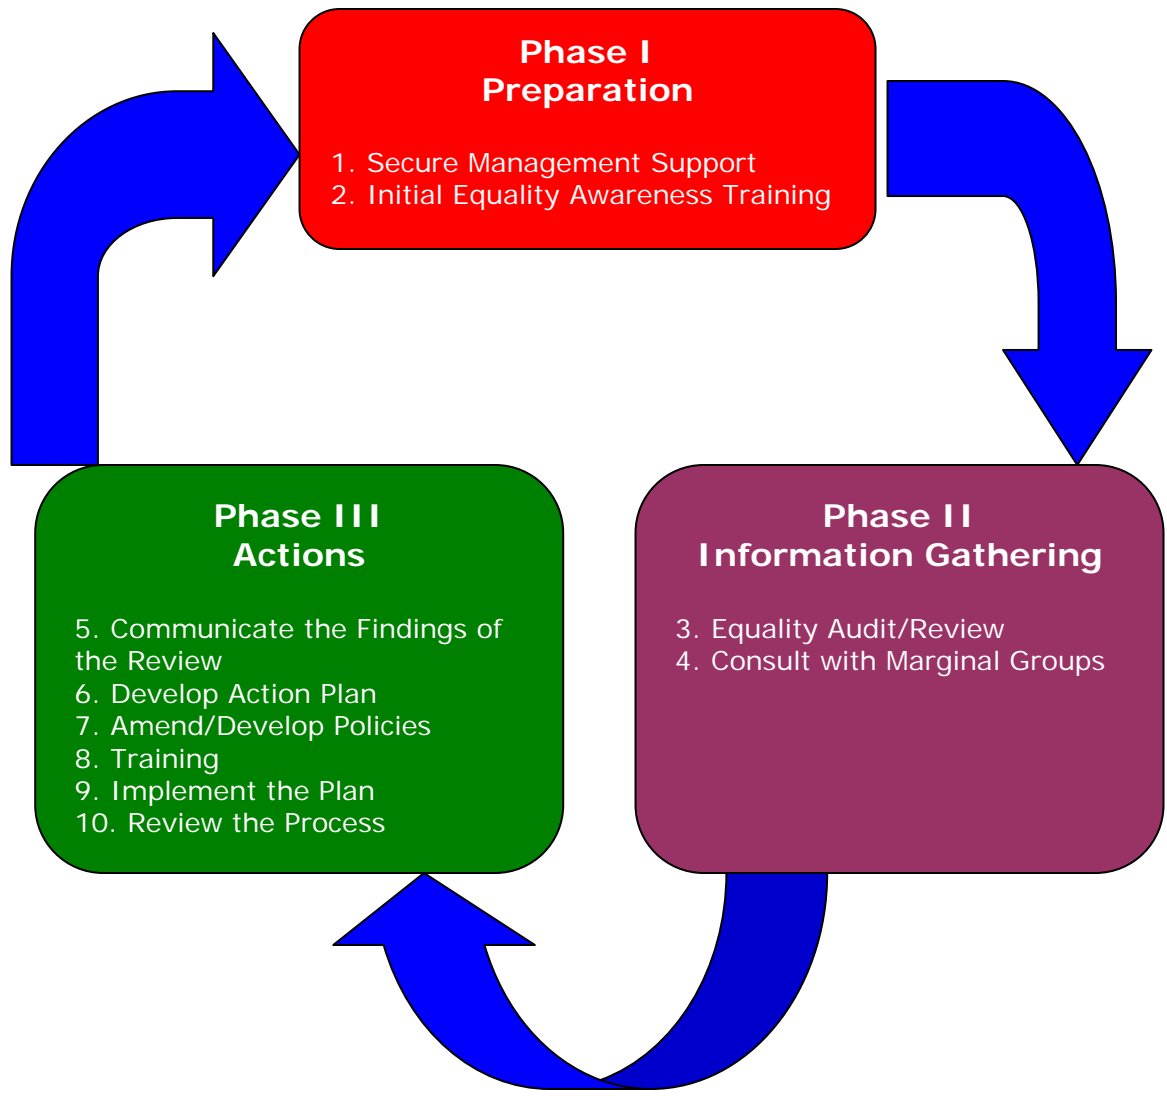 Phase I
Preparation
1. Secure Management Support
2. Initial Equality Awareness Training
Phase II
Information Gathering
3. Equality Audit/Review
4. Consult with Marginal Groups
Phase III
Actions
5. Communicate the Findings of
the Review
6. Develop Action Plan
7. Amend/Develop Policies
8. Training
9. Implement the Plan
10. Review the Process